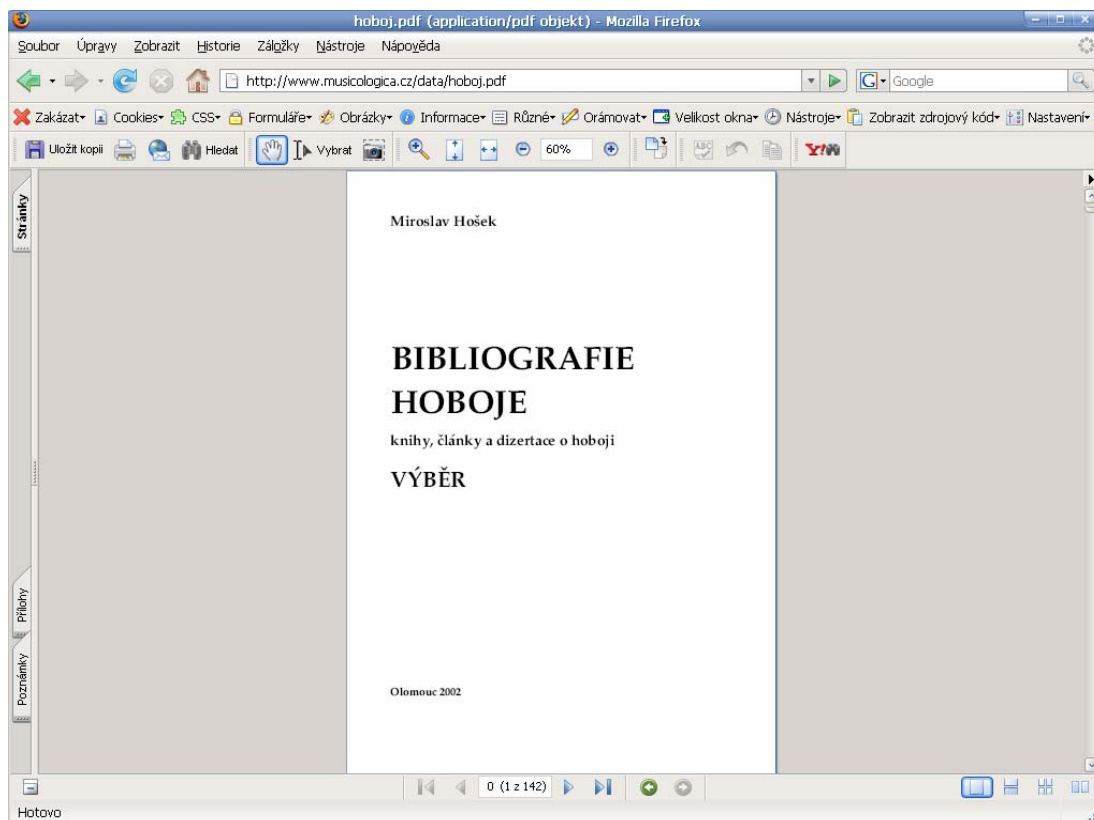 hoboj.pdf (application/pdf objekt) - Mozilla Firefox
Soubor Úpravy Zobrazit Historie Záložky Nástroje Nápověda
http://www.musicologica.cz/data/hoboj.pdf G Google
Zakázat Cookies CSS Formuláře Obrázky Informace Různé Orámovat Velikost okna Nástroje Zobrazit zdrojový kód Nastavení
Uložit kopii Hledat Vybrat 60% ABC Y!
Stránky
Miroslav Hošek
BIBLIOGRAFIE
HOBOJE
knihy, články a dizertace o hoboji
VÝBĚR
Přílohy
Poznámky
Olomouc 2002
0 (1 z 142)
Hotovo